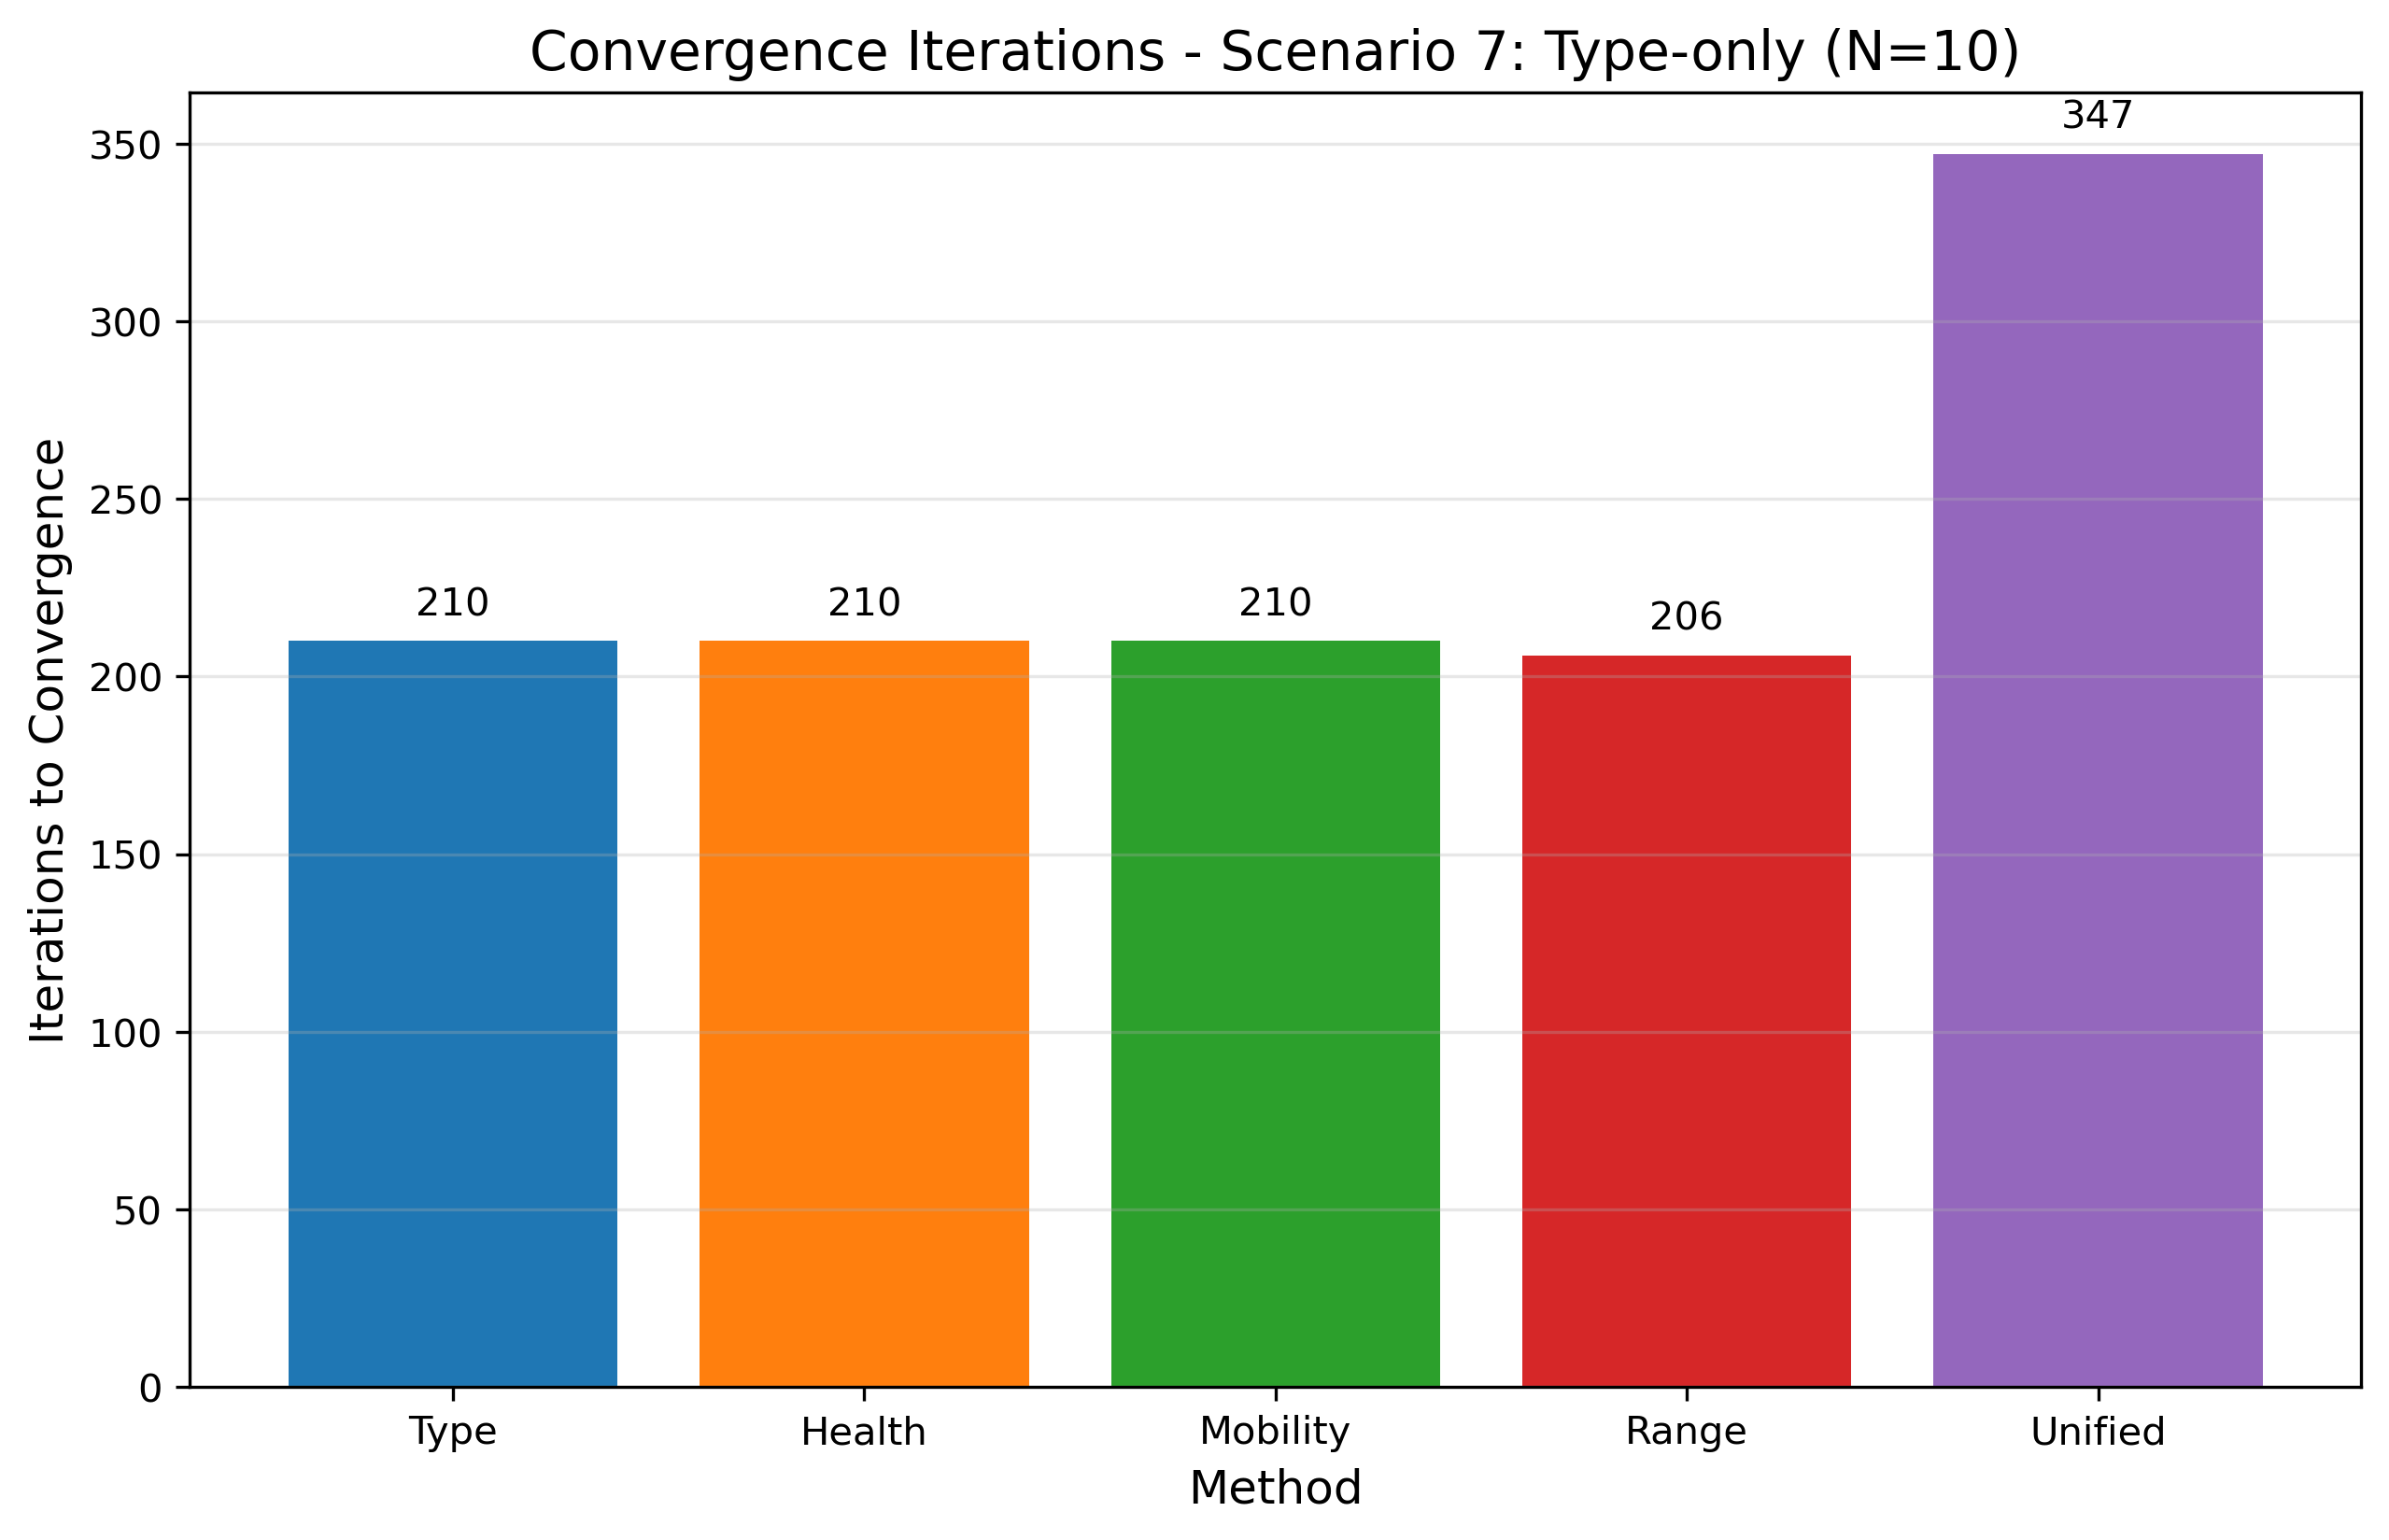 Convergence Iterations - Scenario 7: Type-only (N=10)
Iterations to Convergence
350
300
250
200
150
100
50
0
210
210
210
206
347
Type
Health
Mobility
Range
Unified
Method